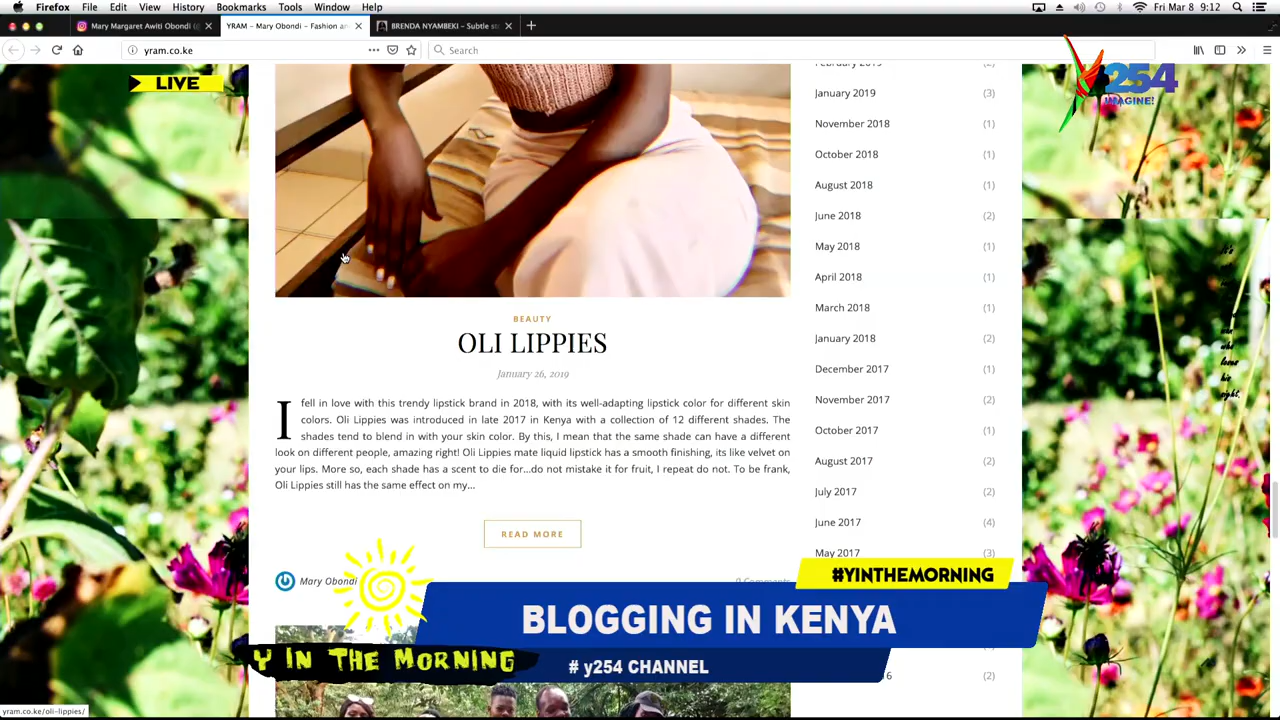 Firefox File Edit View History Bookmarks Tools Window Help
Fri Mar 8 9:12
Mary Margaret Awiti Obondi (@
YRAM – Mary Obondi – Fashion an
BRENDA NYAMBEKI – Subtle st
yram.co.ke
Search
LIVE
254
IMAGINE!
February 2019 (2)
January 2019 (3)
November 2018 (1)
October 2018 (1)
August 2018 (1)
June 2018 (2)
May 2018 (1)
April 2018 (1)
March 2018 (1)
January 2018 (2)
December 2017 (1)
November 2017 (2)
October 2017 (1)
August 2017 (2)
July 2017 (2)
June 2017 (4)
May 2017 (3)
BEAUTY
OLI LIPPIES
January 26, 2019
I fell in love with this trendy lipstick brand in 2018, with its well-adapting lipstick color for different skin
colors. Oli Lippies was introduced in late 2017 in Kenya with a collection of 12 different shades. The
shades tend to blend in with your skin color. By this, I mean that the same shade can have a different
look on different people, amazing right! Oli Lippies mate liquid lipstick has a smooth finishing, its like velvet on
your lips. More so, each shade has a scent to die for...do not mistake it for fruit, I repeat do not. To be frank,
Oli Lippies still has the same effect on my...
READ MORE
Mary Obondi
0 Comments
#YINTHEMORNING
BLOGGING IN KENYA
Y IN THE MORNING
# y254 CHANNEL
6 (2)
yram.co.ke/oli-lippies/